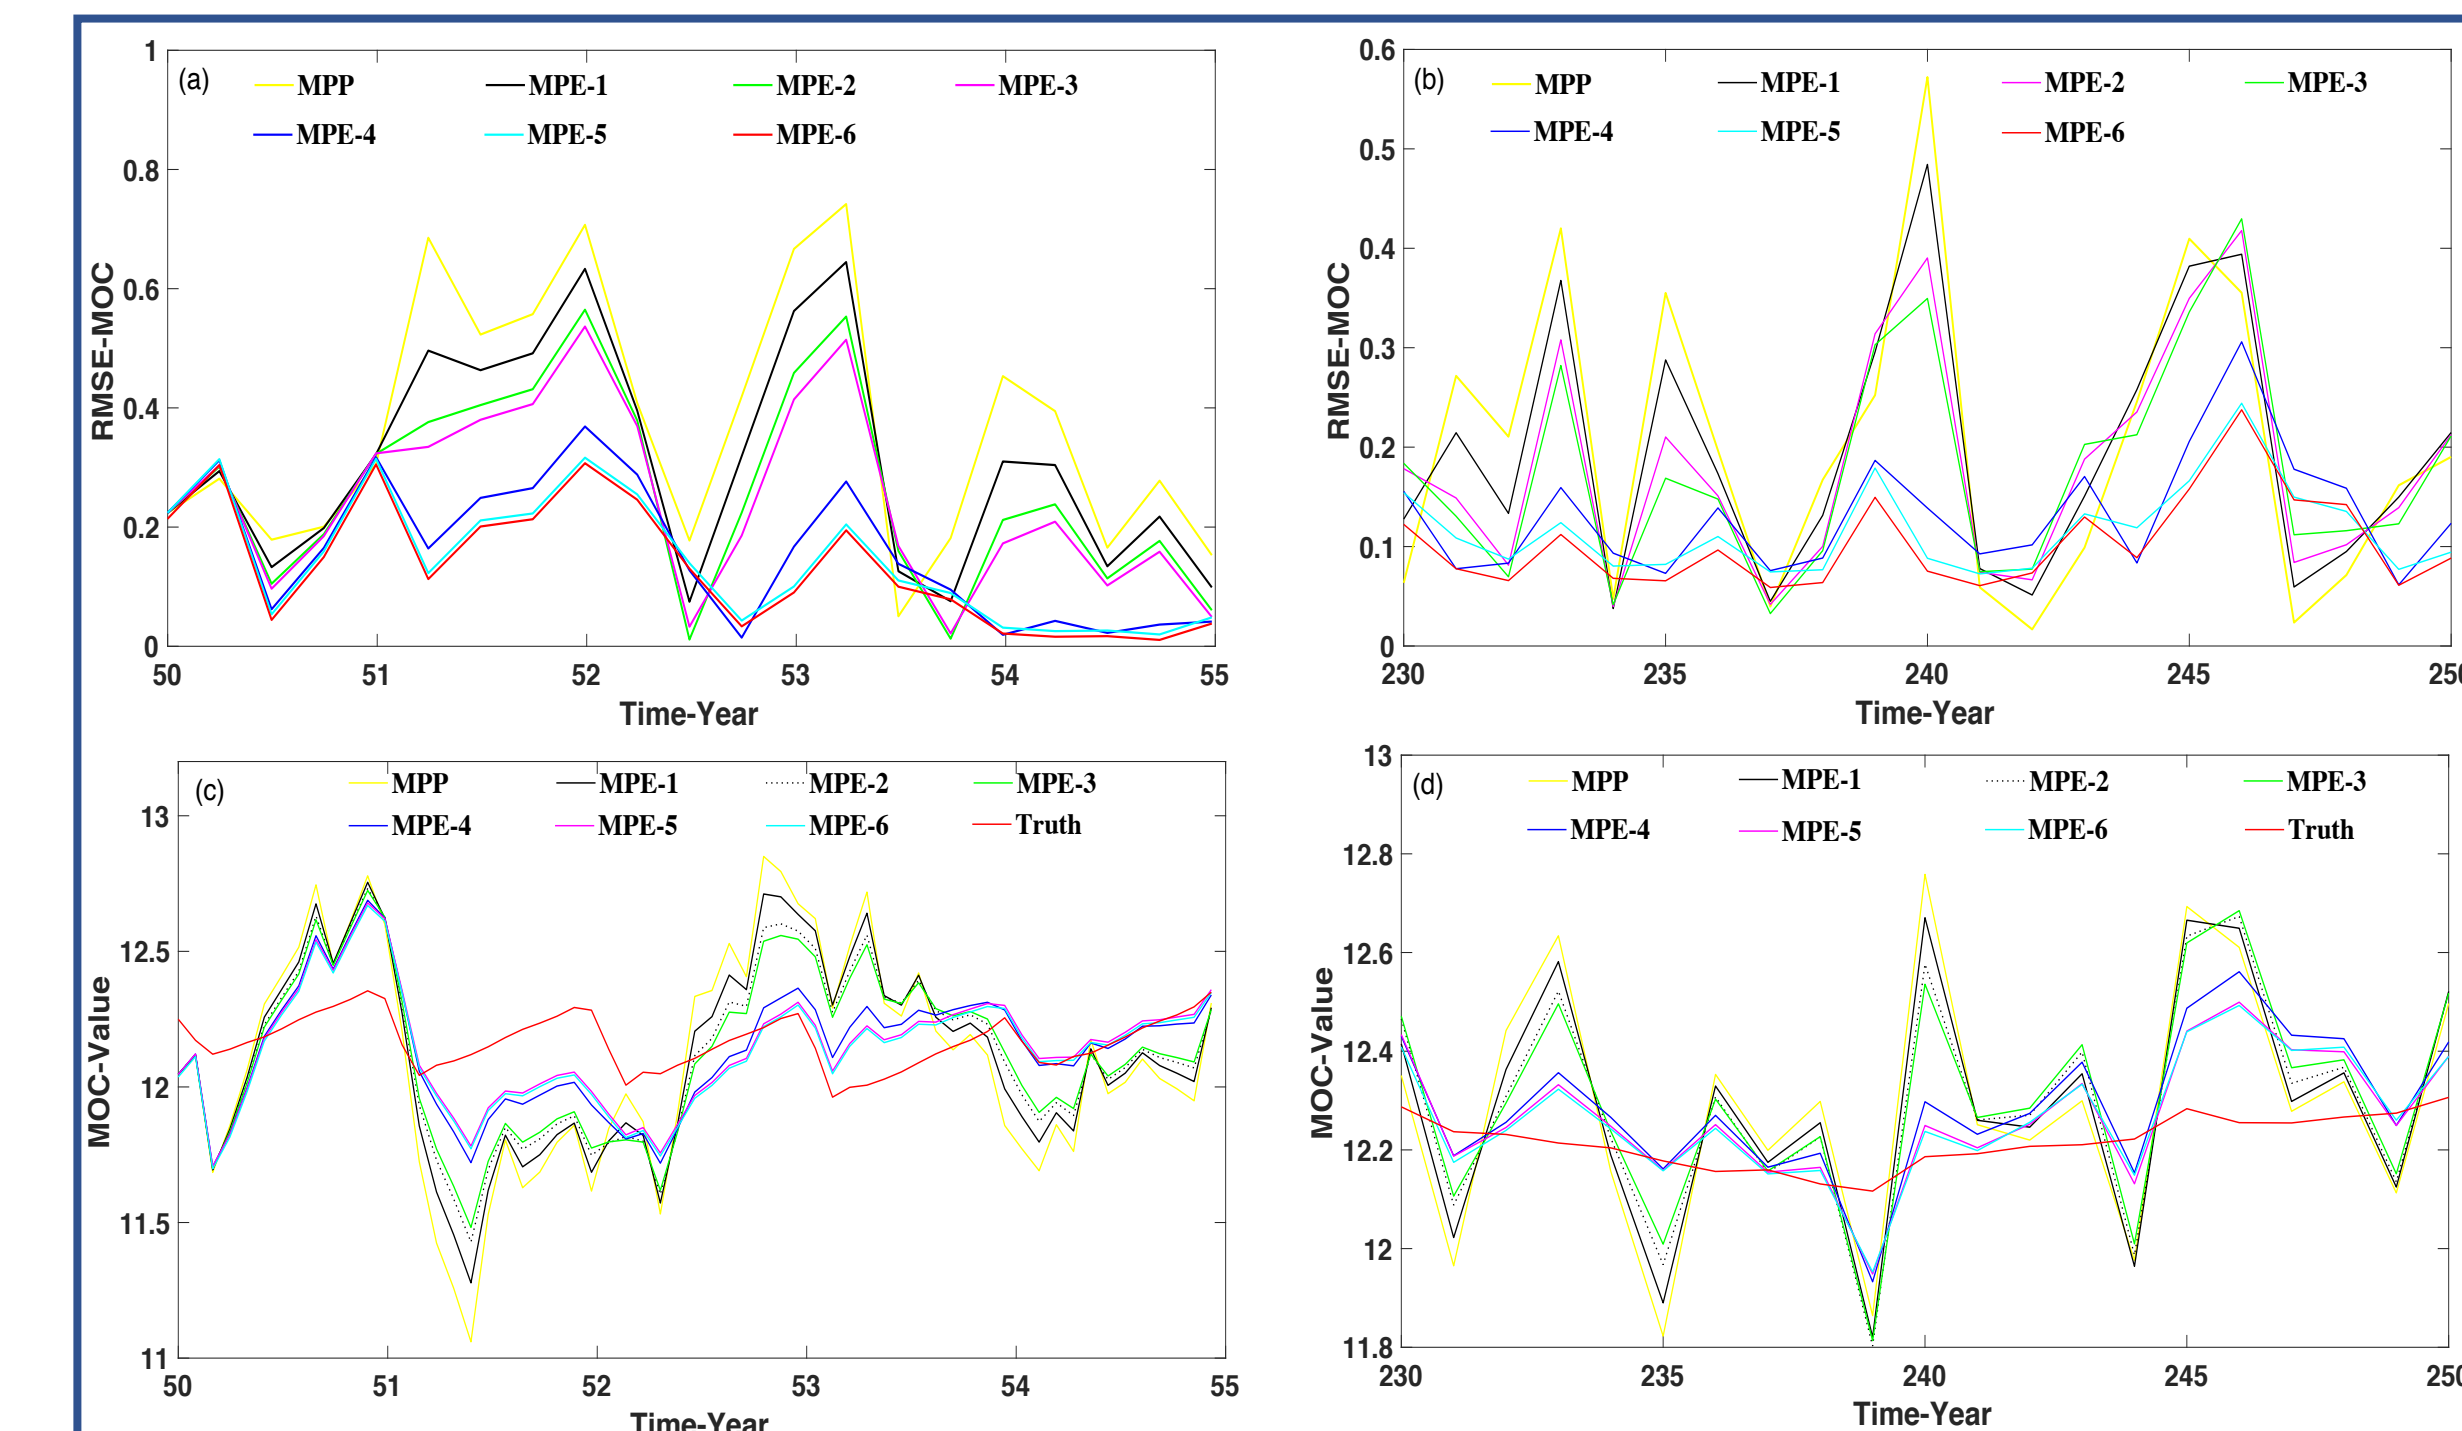 (a)
MPP MPE-1 MPE-2 MPE-3
MPE-4 MPE-5 MPE-6
1
0.8
0.6
0.4
0.2
0
RMSE-MOC
50 51 52 53 54 55
Time-Year
(b)
MPP MPE-1 MPE-2 MPE-3
MPE-4 MPE-5 MPE-6
0.6
0.5
0.4
0.3
0.2
0.1
0
RMSE-MOC
230 235 240 245 250
Time-Year
(c)
MPP MPE-1 MPE-2 MPE-3
MPE-4 MPE-5 MPE-6 Truth
13
12.5
12
11.5
11
MOC-Value
50 51 52 53 54 55
Time-Year
(d)
MPP MPE-1 MPE-2 MPE-3
MPE-4 MPE-5 MPE-6 Truth
13
12.8
12.6
12.4
12.2
12
11.8
MOC-Value
230 235 240 245 250
Time-Year